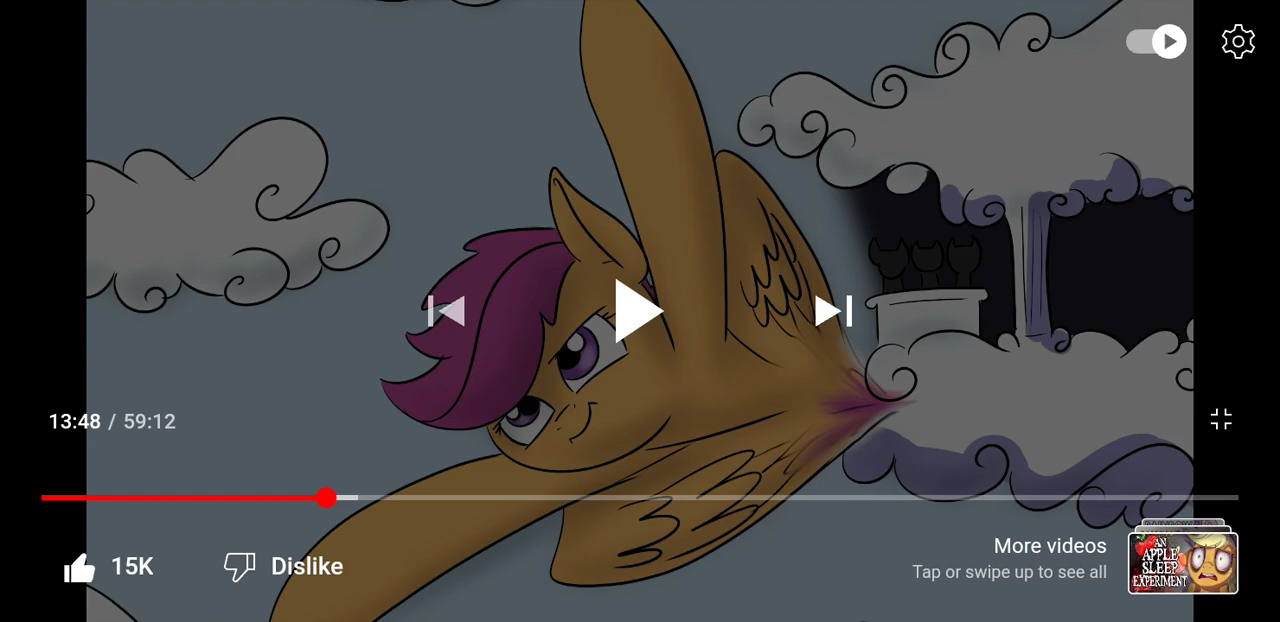 13:48 / 59:12
15K
Dislike
More videos
Tap or swipe up to see all
AN
APPLE
SLEEP
EXPERIMENT